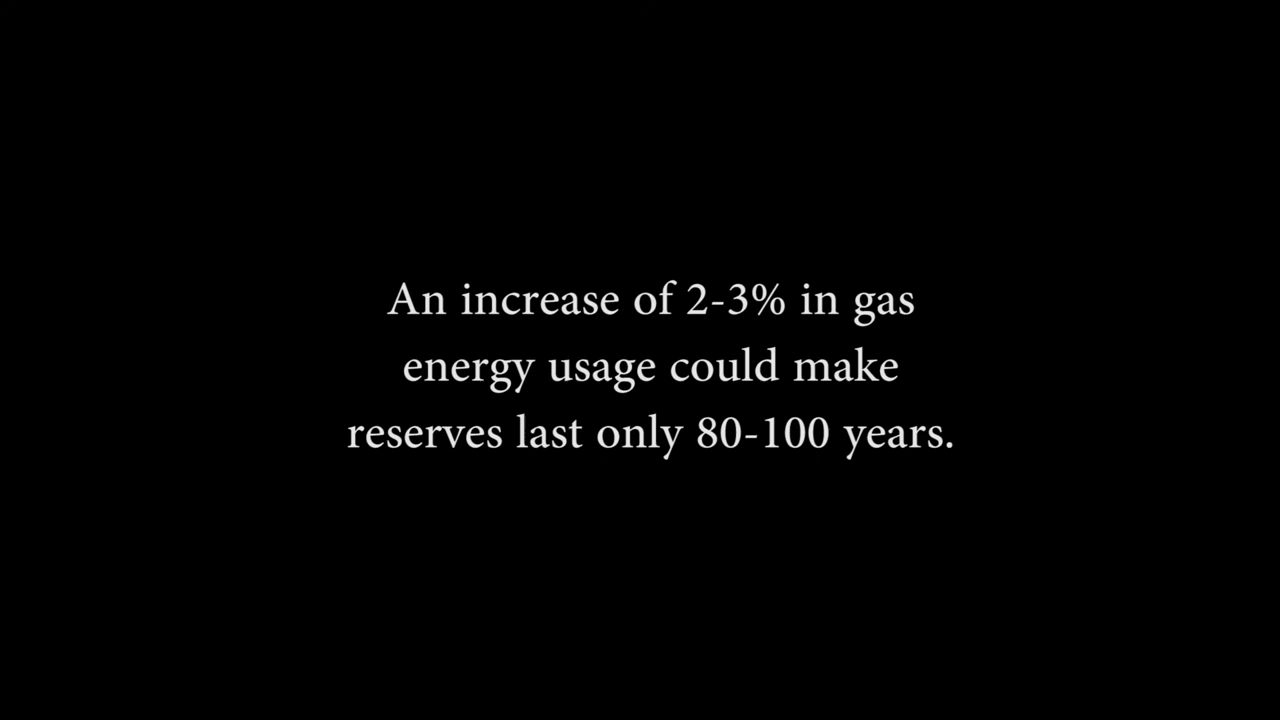 An increase of 2-3% in gas
energy usage could make
reserves last only 80-100 years.